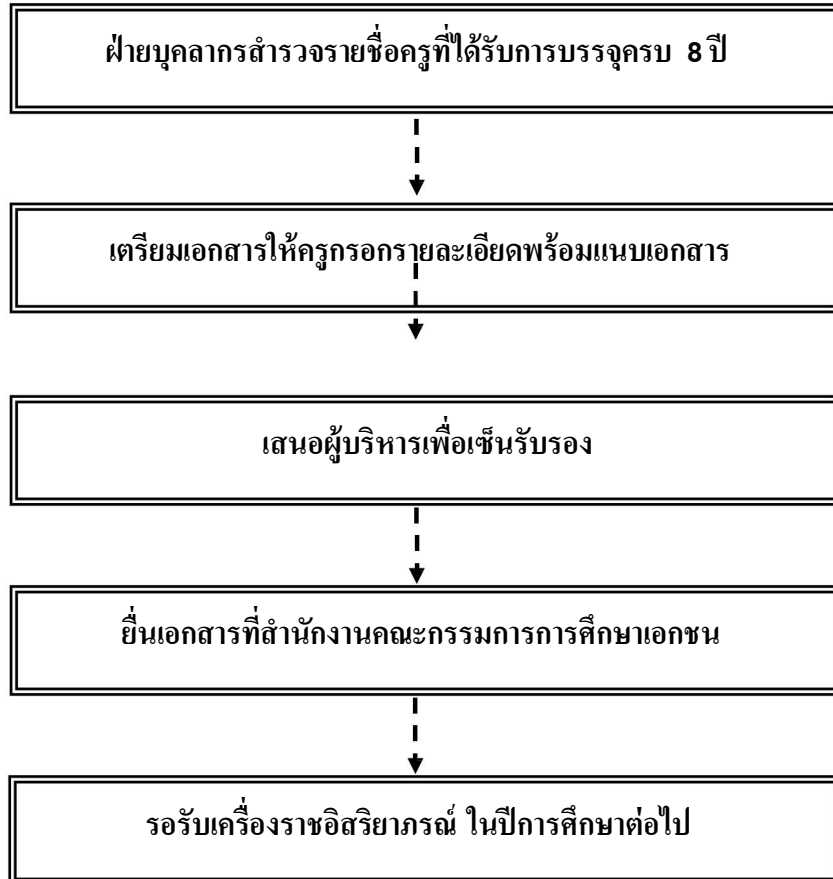 ฝ่ายบุคลากรสำรวจรายชื่อครูที่ได้รับการบรรจุครบ 8 ปี
เตรียมเอกสารให้ครูกรอกรายละเอียดพร้อมแนบเอกสาร
เสนอผู้บริหารเพื่อเซ็นรับรอง
ยื่นเอกสารที่สำนักงานคณะกรรมการการศึกษาเอกชน
รอรับเครื่องราชอิสริยาภรณ์ ในปีการศึกษาต่อไป